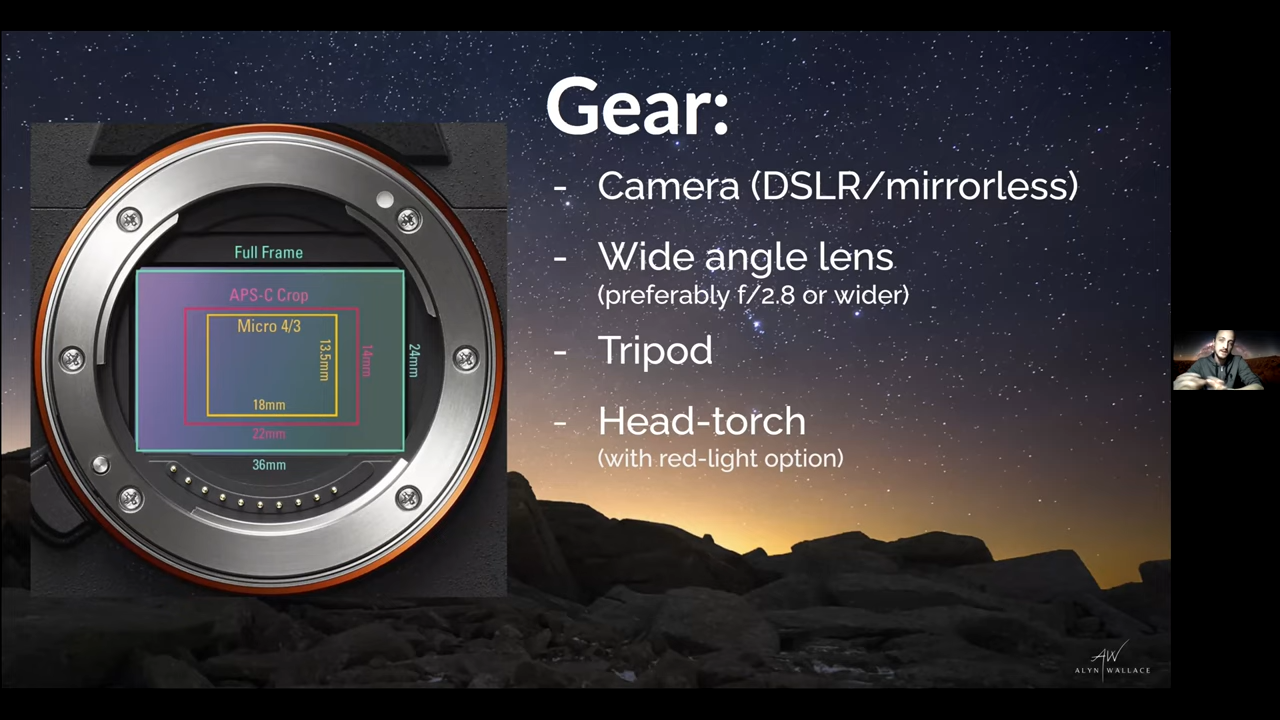 Gear:
- Camera (DSLR/mirrorless)
- Wide angle lens
(preferably f/2.8 or wider)
- Tripod
- Head-torch
(with red-light option)
Full Frame
APS-C Crop
Micro 4/3
13.5mm
14mm
24mm
18mm
22mm
36mm
AW
ALYN WALLACE